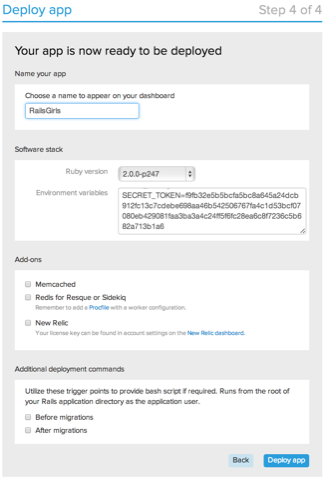 Deploy app
Step 4 of 4
Your app is now ready to be deployed
Name your app
Choose a name to appear on your dashboard
RailsGirls
Software stack
Ruby version
2.0.0-p247
Environment variables
SECRET_TOKEN=f9fb32e5b5bcfa5bc8a645a24dcb
912fc13c7cdebe698aa46b542506767fa4c1d53bcf07
080eb429081faa3ba3a4c24ff5f6fc28ea6c8f7236c5b6
82a713b1a6
Add-ons
Memcached
Redis for Resque or Sidekiq
Remember to add a Procfile with a worker configuration.
New Relic
Your license key can be found in account settings on the New Relic dashboard.
Additional deployment commands
Utilize these trigger points to provide bash script if required. Runs from the root of
your Rails application directory as the application user.
Before migrations
After migrations
Back
Deploy app